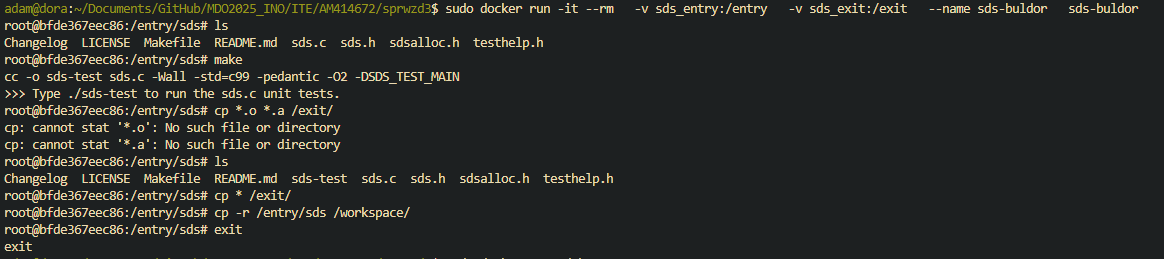 adam@dora:~/Documents/GitHub/MDO2025_INO/ITE/AM414672/sprwzd3$ sudo docker run -it --rm   -v sds_entry:/entry   -v sds_exit:/exit   --name sds-buldor   sds-buldor
root@bfde367eec86:/entry/sds# ls
Changelog  LICENSE  Makefile  README.md  sds.c  sds.h  sdsalloc.h  testhelp.h
root@bfde367eec86:/entry/sds# make
cc -o sds-test sds.c -Wall -std=c99 -pedantic -O2 -DSDS_TEST_MAIN
>>> Type ./sds-test to run the sds.c unit tests.
root@bfde367eec86:/entry/sds# cp *.o *.a /exit/
cp: cannot stat '*.o': No such file or directory
cp: cannot stat '*.a': No such file or directory
root@bfde367eec86:/entry/sds# ls
Changelog  LICENSE  Makefile  README.md  sds-test  sds.c  sds.h  sdsalloc.h  testhelp.h
root@bfde367eec86:/entry/sds# cp * /exit/
root@bfde367eec86:/entry/sds# cp -r /entry/sds /workspace/
root@bfde367eec86:/entry/sds# exit
exit